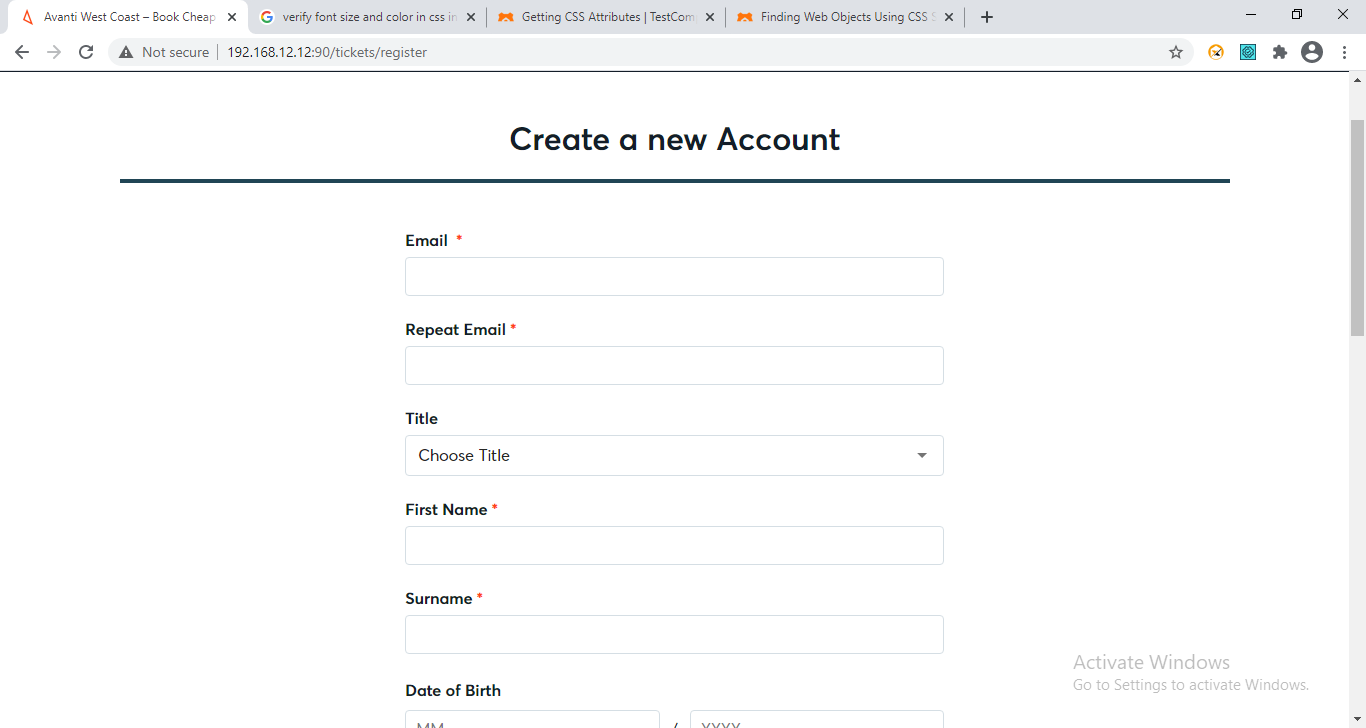 Avanti West Coast – Book Cheap
verify font size and color in css in
Getting CSS Attributes | TestCom
Finding Web Objects Using CSS S
Not secure
192.168.12.12:90/tickets/register
Create a new Account
Email *
Repeat Email *
Title
Choose Title
First Name *
Surname *
Date of Birth
MM / YYYY
Activate Windows
Go to Settings to activate Windows.